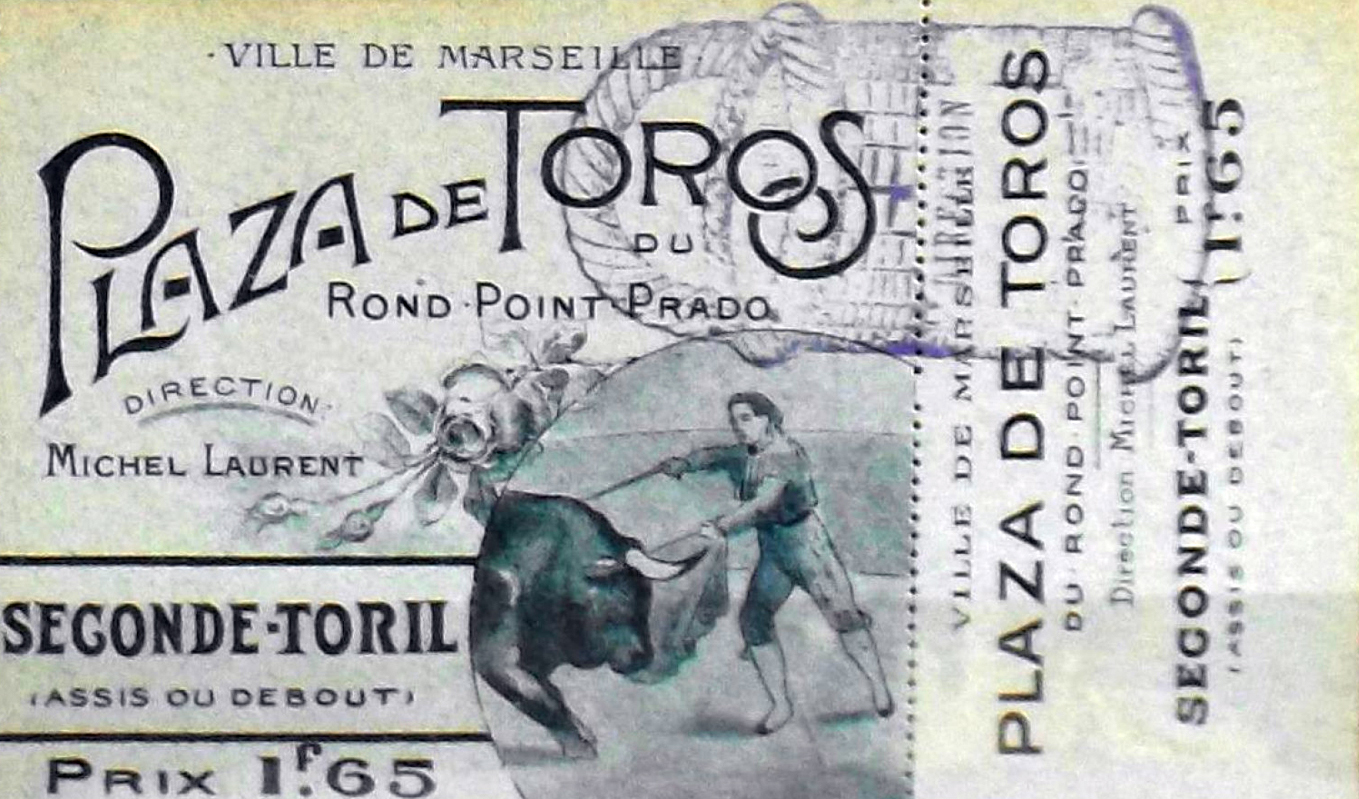 · VILLE DE MARSEILLE ·
PLAZA DE TOROS
DU
ROND-POINT-PRADO
DIRECTION
MICHEL LAURENT
SEGONDE-TORIL
(ASSIS OU DEBOUT)
PRIX 1F.65
VILLE DE MARSEILLE
PLAZA DE TOROS
DU ROND-POINT-PRADO
Direction MICHEL LAURENT
SEGONDE-TORIL PRIX 1F.65
(ASSIS OU DEBOUT)